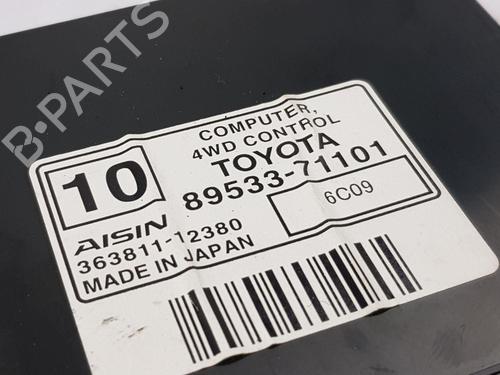 B-PARTS
10
COMPUTER,
4WD CONTROL
TOYOTA
89533-71101
AISIN
363811-12380
MADE IN JAPAN
6C09